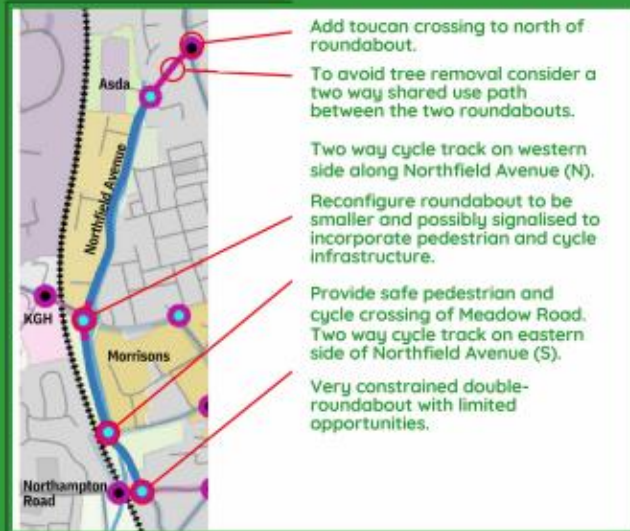 Add toucan crossing to north of
roundabout.
To avoid tree removal consider a
two way shared use path
between the two roundabouts.
Two way cycle track on western
side along Northfield Avenue (N).
Reconfigure roundabout to be
smaller and possibly signalised to
incorporate pedestrian and cycle
infrastructure.
Provide safe pedestrian and
cycle crossing of Meadow Road.
Two way cycle track on eastern
side of Northfield Avenue (S).
Very constrained double-
roundabout with limited
opportunities.
Asda
Northfield Avenue
KGH
Morrisons
Northampton
Road